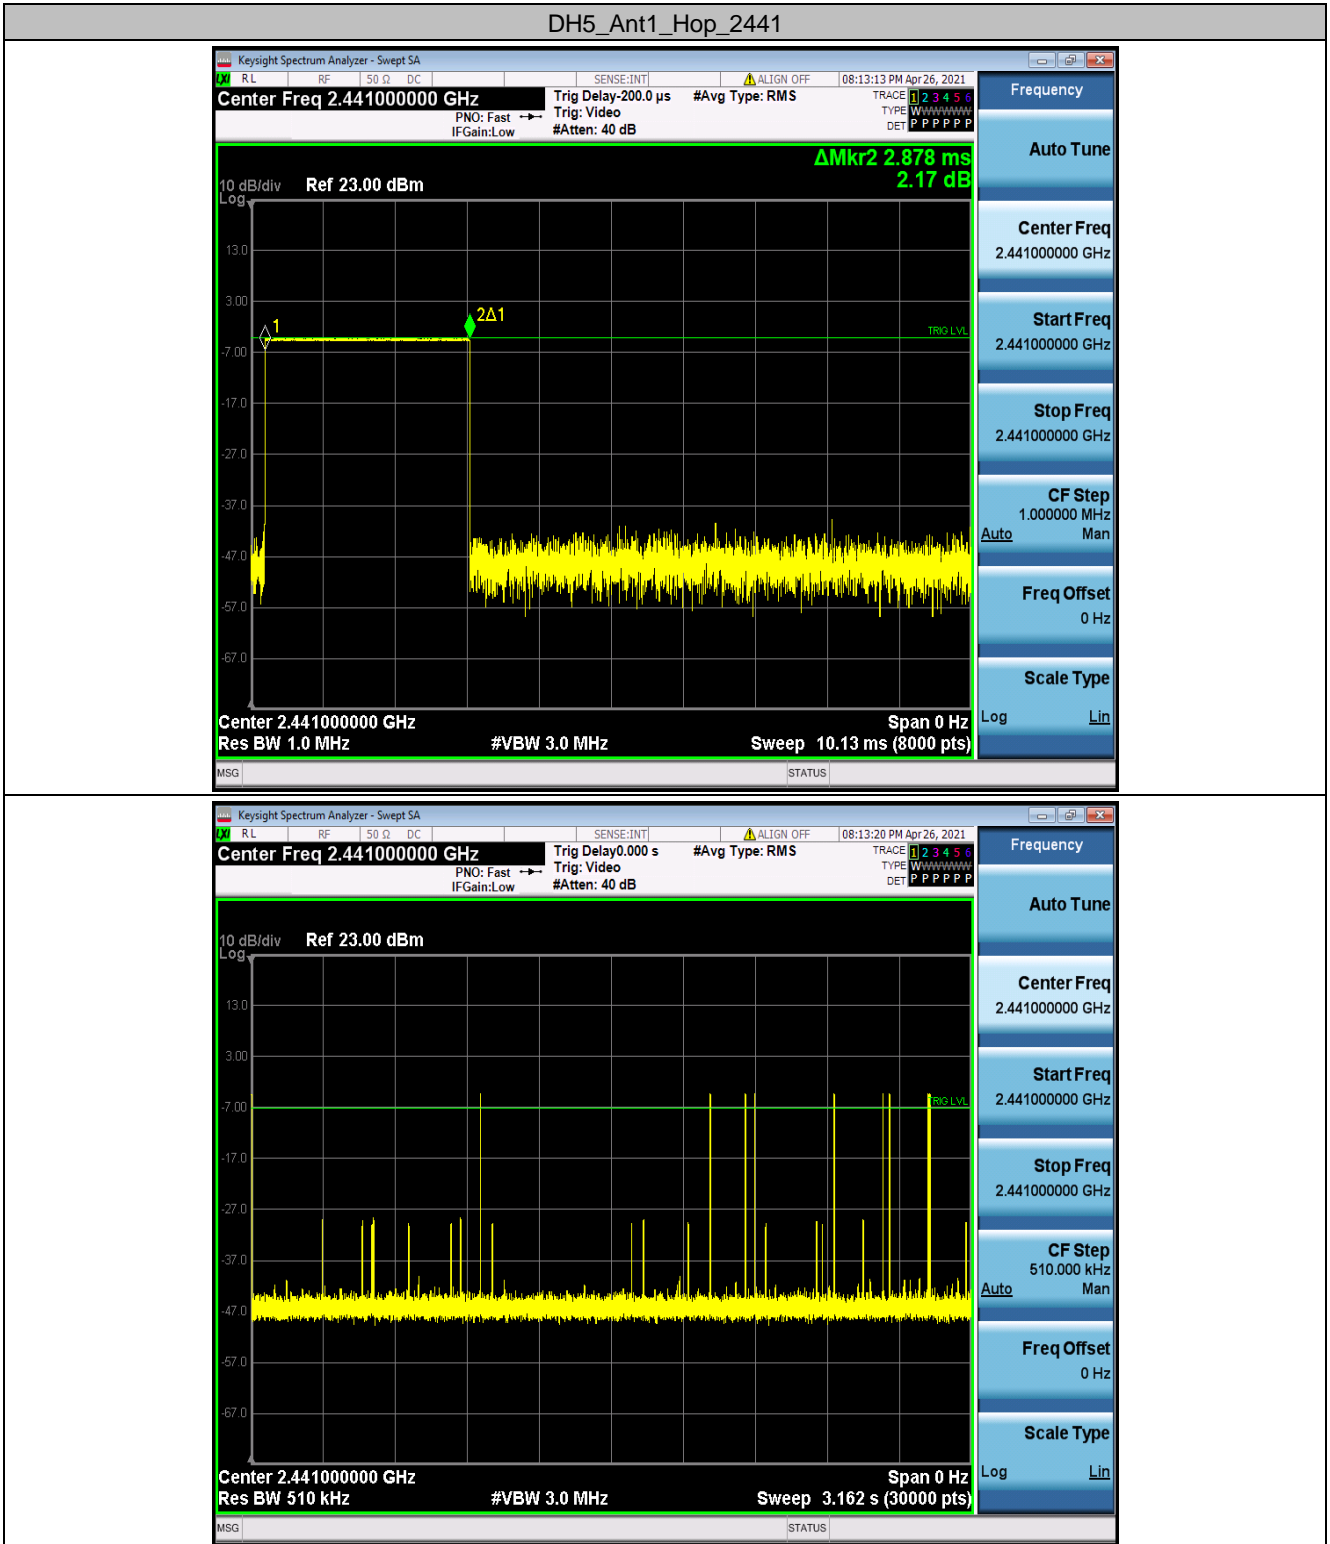 DH5_Ant1_Hop_2441
Keysight Spectrum Analyzer - Swept SA
LXI RL RF 50 Ω DC SENSE:INT ALIGN OFF 08:13:13 PM Apr 26, 2021
Center Freq 2.441000000 GHz
PNO: Fast
IFGain:Low
Trig Delay-200.0 µs
Trig: Video
#Atten: 40 dB
#Avg Type: RMS
TRACE 1 2 3 4 5 6
TYPE WWWWWW
DET P P P P P P
ΔMkr2 2.878 ms
2.17 dB
10 dB/div Ref 23.00 dBm
Log
13.0
3.00
-7.00
-17.0
-27.0
-37.0
-47.0
-57.0
-67.0
1
2Δ1
TRIG LVL
Center 2.441000000 GHz Span 0 Hz
Res BW 1.0 MHz #VBW 3.0 MHz Sweep 10.13 ms (8000 pts)
MSG STATUS
Frequency
Auto Tune
Center Freq
2.441000000 GHz
Start Freq
2.441000000 GHz
Stop Freq
2.441000000 GHz
CF Step
1.000000 MHz
Auto Man
Freq Offset
0 Hz
Scale Type
Log Lin
Keysight Spectrum Analyzer - Swept SA
LXI RL RF 50 Ω DC SENSE:INT ALIGN OFF 08:13:20 PM Apr 26, 2021
Center Freq 2.441000000 GHz
PNO: Fast
IFGain:Low
Trig Delay0.000 s
Trig: Video
#Atten: 40 dB
#Avg Type: RMS
TRACE 1 2 3 4 5 6
TYPE WWWWWW
DET P P P P P P
10 dB/div Ref 23.00 dBm
Log
13.0
3.00
-7.00
-17.0
-27.0
-37.0
-47.0
-57.0
-67.0
TRIG LVL
Center 2.441000000 GHz Span 0 Hz
Res BW 510 kHz #VBW 3.0 MHz Sweep 3.162 s (30000 pts)
MSG STATUS
Frequency
Auto Tune
Center Freq
2.441000000 GHz
Start Freq
2.441000000 GHz
Stop Freq
2.441000000 GHz
CF Step
510.000 kHz
Auto Man
Freq Offset
0 Hz
Scale Type
Log Lin